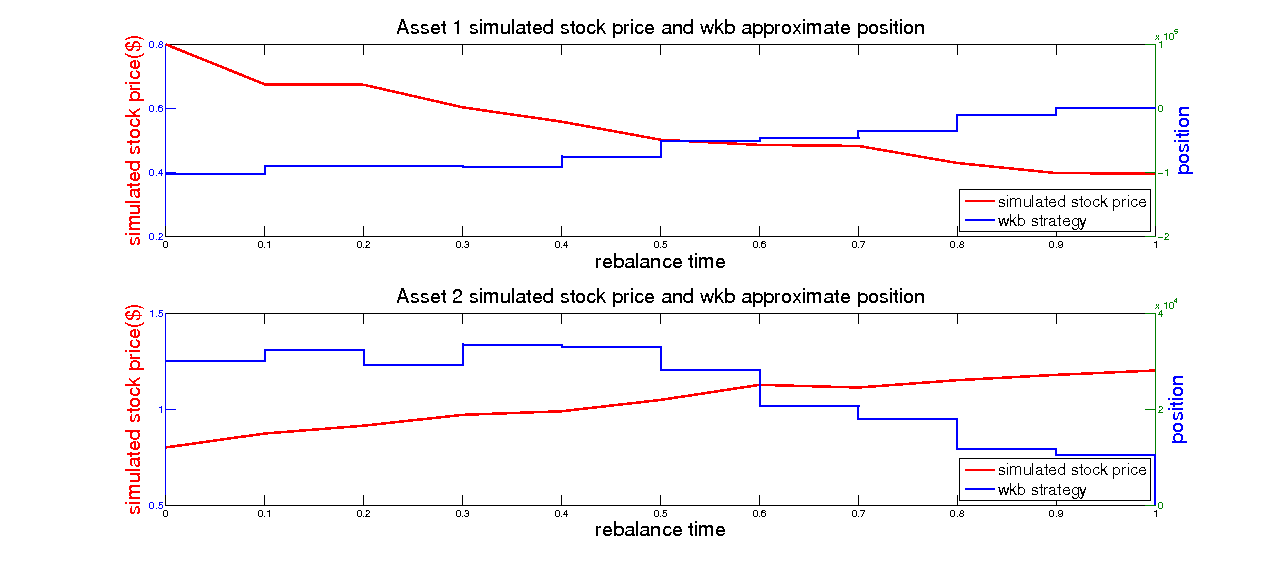 Asset 1 simulated stock price and wkb approximate position
x 10^5
simulated stock price($)
0.8
0.6
0.4
0.2
1
0
-1
-2
position
simulated stock price
wkb strategy
0 0.1 0.2 0.3 0.4 0.5 0.6 0.7 0.8 0.9 1
rebalance time
Asset 2 simulated stock price and wkb approximate position
x 10^4
simulated stock price($)
1.5
1
0.5
4
2
0
position
simulated stock price
wkb strategy
0 0.1 0.2 0.3 0.4 0.5 0.6 0.7 0.8 0.9 1
rebalance time